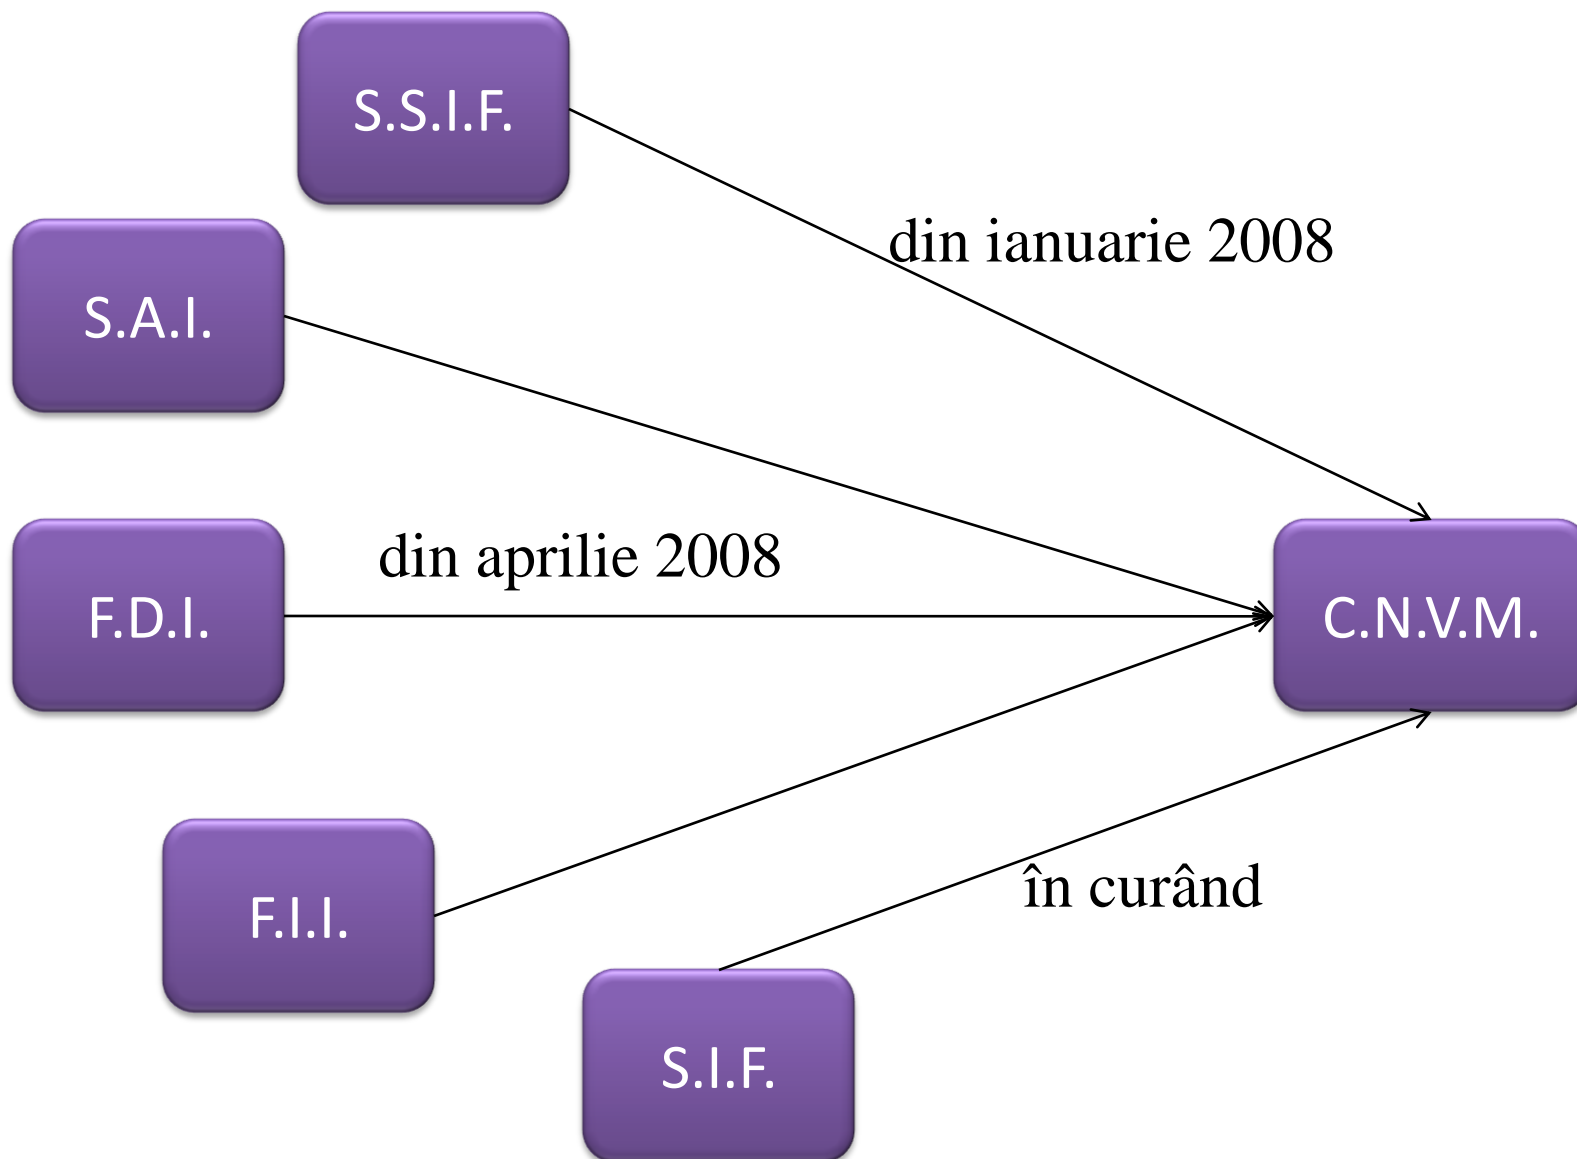 S.S.I.F.
din ianuarie 2008
S.A.I.
din aprilie 2008
F.D.I.
C.N.V.M.
în curând
F.I.I.
S.I.F.